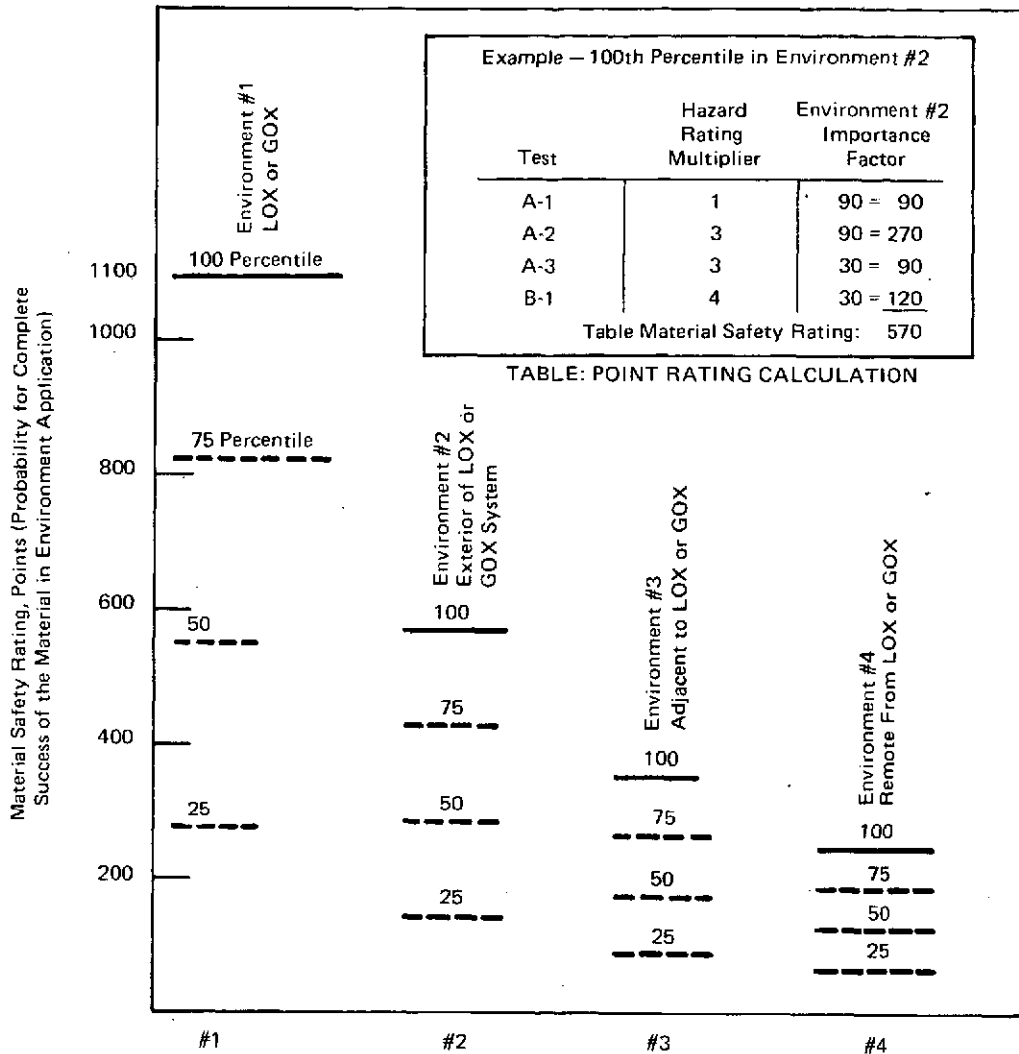 Material Safety Rating, Points (Probability for Complete
Success of the Material in Environment Application)
1100
1000
800
600
400
200
Environment #1
LOX or GOX
100 Percentile
75 Percentile
50
25
Example – 100th Percentile in Environment #2
Hazard Environment #2
Rating Importance
Test Multiplier Factor
A-1 1 90 = 90
A-2 3 90 = 270
A-3 3 30 = 90
B-1 4 30 = 120
Table Material Safety Rating: 570
TABLE: POINT RATING CALCULATION
Environment #2
Exterior of LOX or
GOX System
100
75
50
25
Environment #3
Adjacent to LOX or GOX
100
75
50
25
Environment #4
Remote From LOX or GOX
100
75
50
25
#1 #2 #3 #4